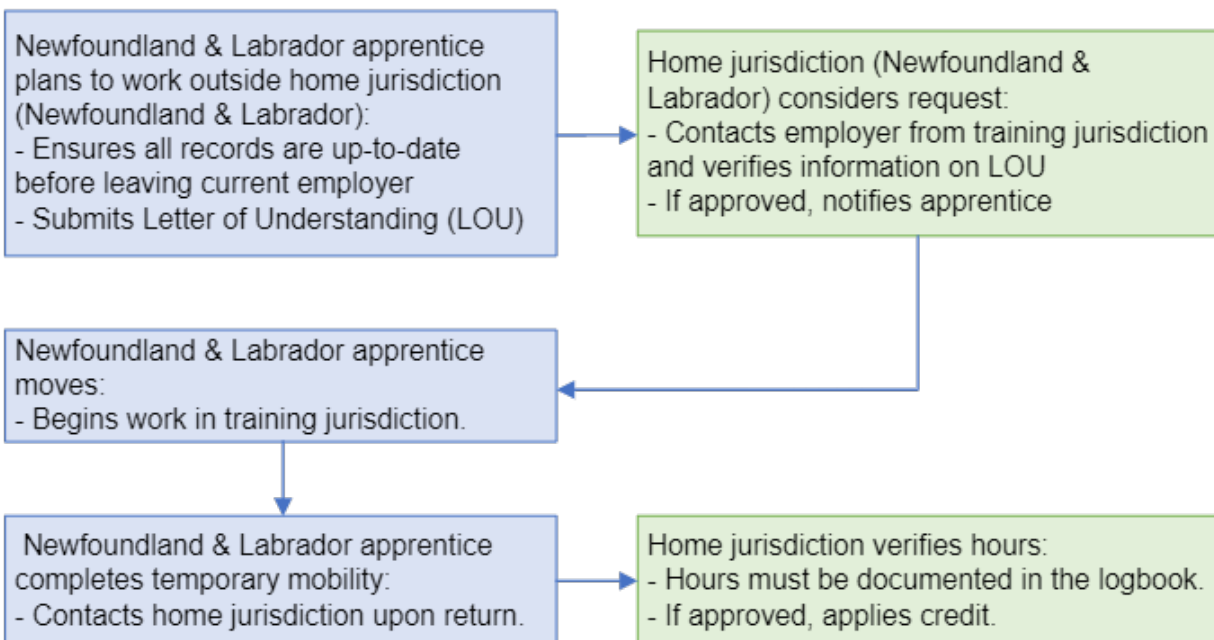 Newfoundland & Labrador apprentice
plans to work outside home jurisdiction
(Newfoundland & Labrador):
- Ensures all records are up-to-date
before leaving current employer
- Submits Letter of Understanding (LOU)
Home jurisdiction (Newfoundland &
Labrador) considers request:
- Contacts employer from training jurisdiction
and verifies information on LOU
- If approved, notifies apprentice
Newfoundland & Labrador apprentice
moves:
- Begins work in training jurisdiction.
Newfoundland & Labrador apprentice
completes temporary mobility:
- Contacts home jurisdiction upon return.
Home jurisdiction verifies hours:
- Hours must be documented in the logbook.
- If approved, applies credit.